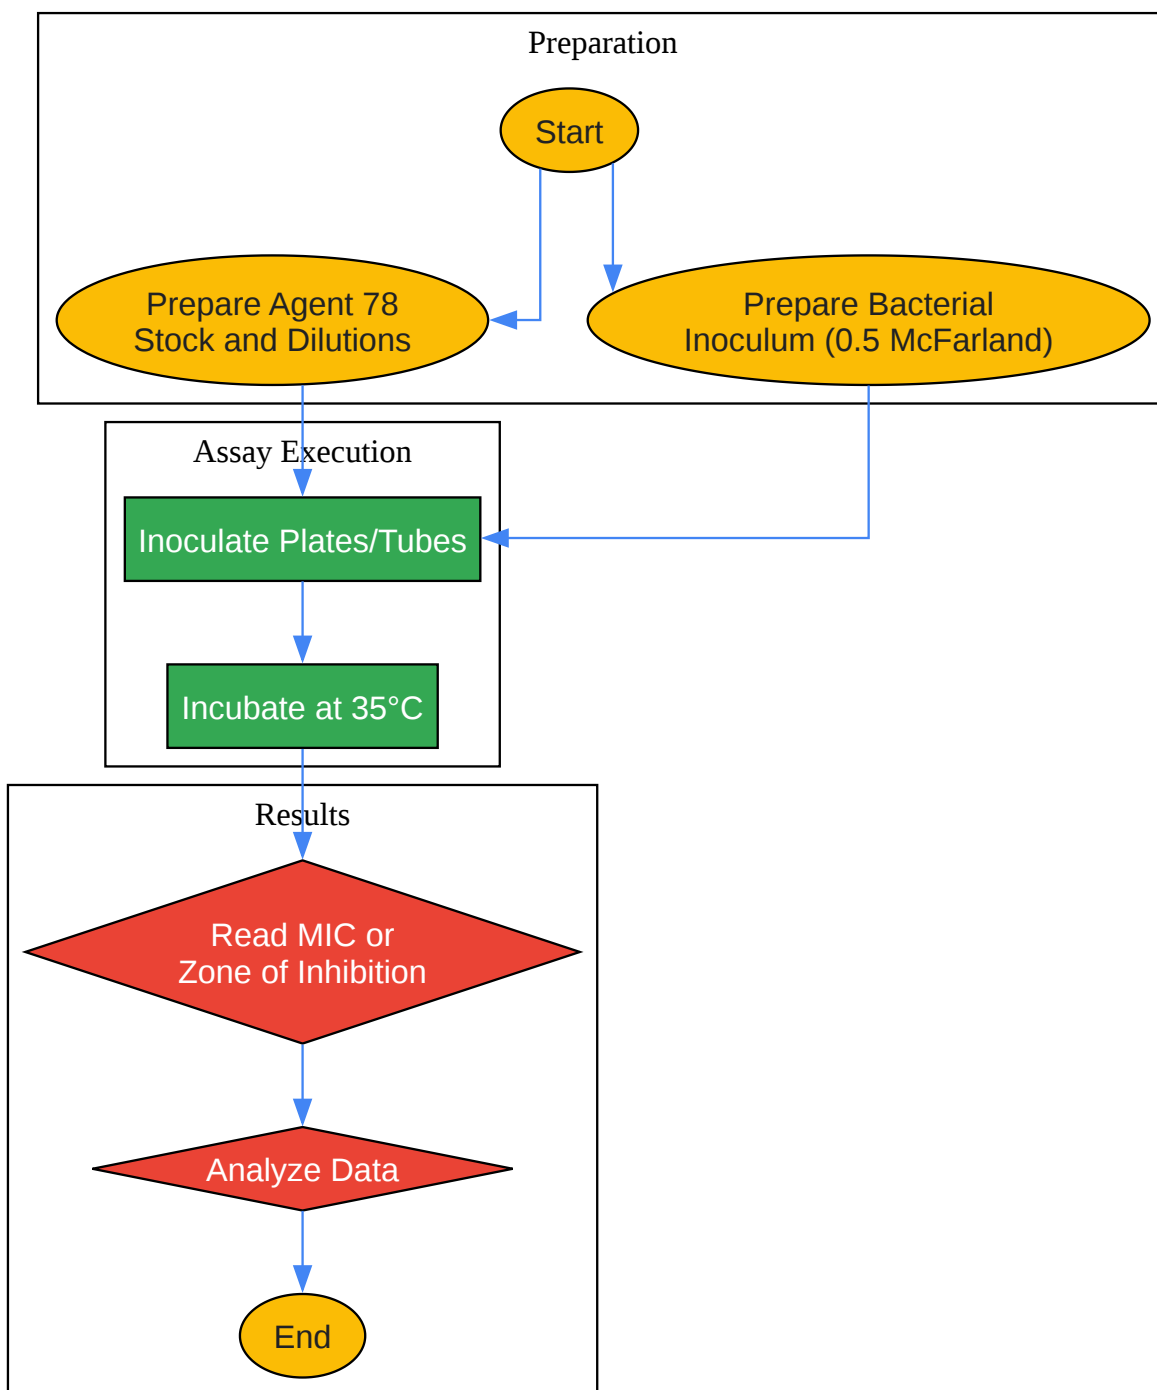 Preparation
Start
Prepare Agent 78
Stock and Dilutions
Prepare Bacterial
Inoculum (0.5 McFarland)
Assay Execution
Inoculate Plates/Tubes
Incubate at 35°C
Results
Read MIC or
Zone of Inhibition
Analyze Data
End